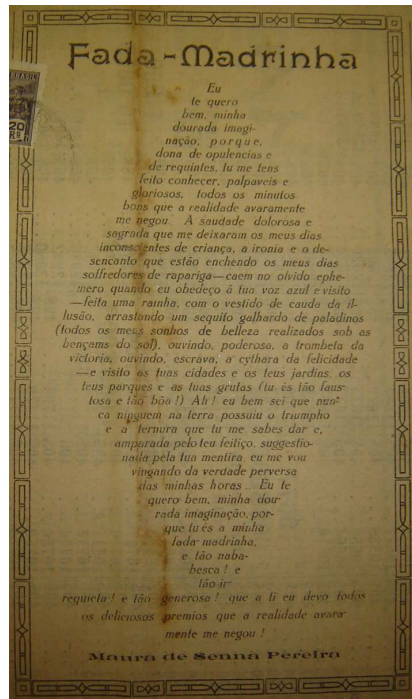 Fada-Madrinha
BRASIL
20
RS
Eu
te quero
bem, minha
dourada imagi-
nação, porque,
dona de opulencias e
de requintes, tu me tens
feito conhecer, palpaveis e
gloriosos, todos os minutos
bons que a realidade avaramente
me negou. A saudade dolorosa e
sagrada que me deixaram os meus dias
inconscientes de criança, a ironia e o de-
sencanto que estão enchendo os meus dias
soffredores de rapariga—caem no olvido ephe-
mero quando eu obedeço á tua voz azul e visito
—feita uma rainha, com o vestido de cauda da il-
lusão, arrastando um sequito galhardo de paladinos
(todos os meus sonhos de belleza realizados sob as
bençams do sol), ouvindo, poderosa, a trombeta da
victoria, ouvindo, escrava, a cythara da felicidade
—e visito as tuas cidades e os teus jardins, os
teus parques e as tuas grutas (tu és tão faus-
tosa e tão bôa!) Ah! eu bem sei que nun-
ca ninguem na terra possuiu o triumpho
e a ternura que tu me sabes dar e,
amparada pelo teu feitiço, suggestio-
nada pela tua mentira, eu me vou
vingando da verdade perversa
das minhas horas... Eu te
quero bem, minha dou-
rada imaginação, por-
que tu és a minha
fada-madrinha,
e tão naba-
besca! e
tão ir-
requieta! e tão generosa! que a ti eu devo todos
os deliciosos premios que a realidade avara-
mente me negou!
Maura de Senna Pereira